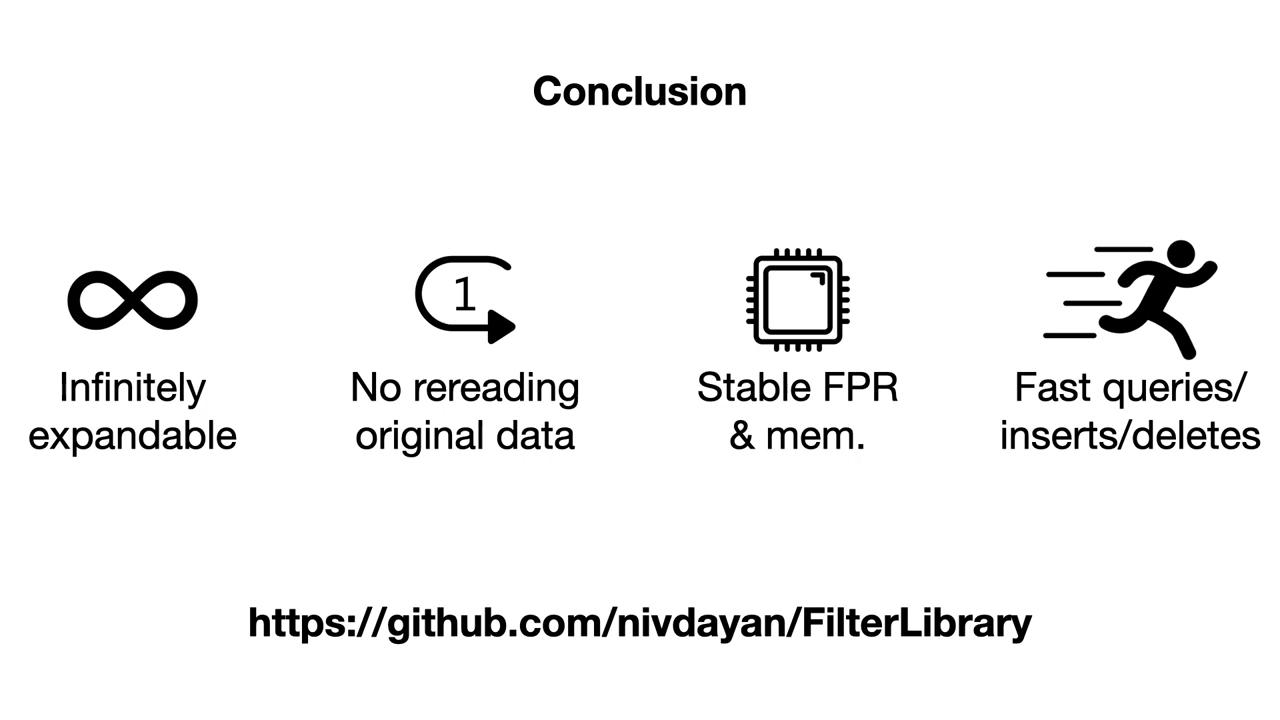 Conclusion
1
Infinitely
expandable
No rereading
original data
Stable FPR
& mem.
Fast queries/
inserts/deletes
https://github.com/nivdayan/FilterLibrary